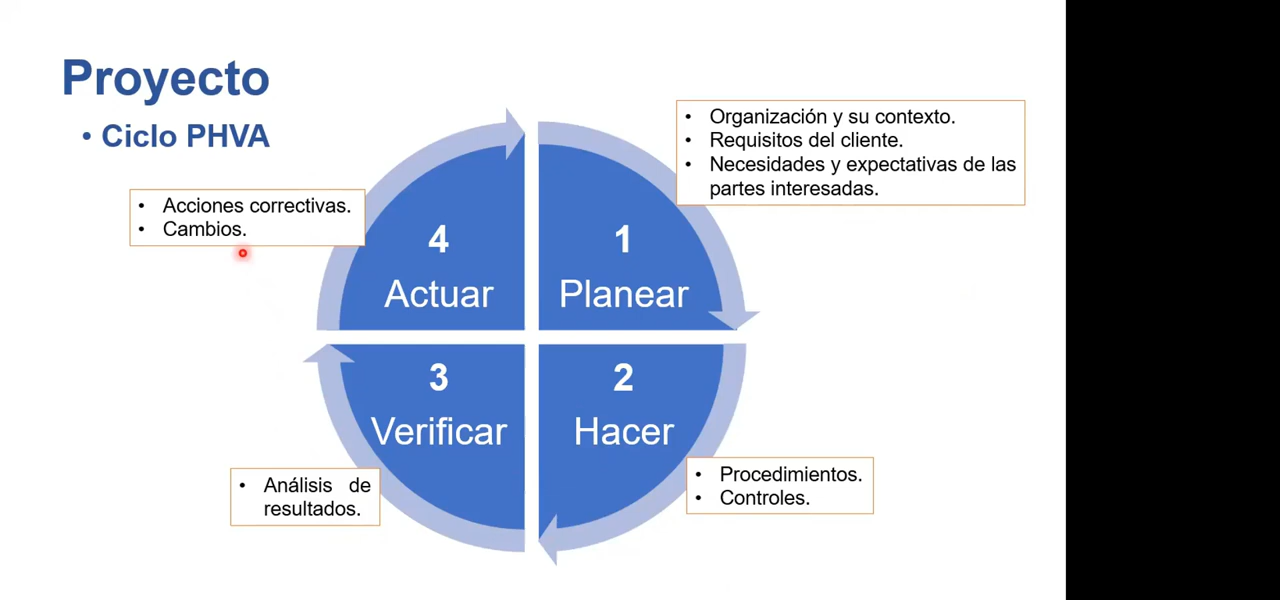 Proyecto
• Ciclo PHVA
• Organización y su contexto.
• Requisitos del cliente.
• Necesidades y expectativas de las
partes interesadas.
• Acciones correctivas.
• Cambios.
4
Actuar
1
Planear
3
Verificar
2
Hacer
• Análisis de
resultados.
• Procedimientos.
• Controles.